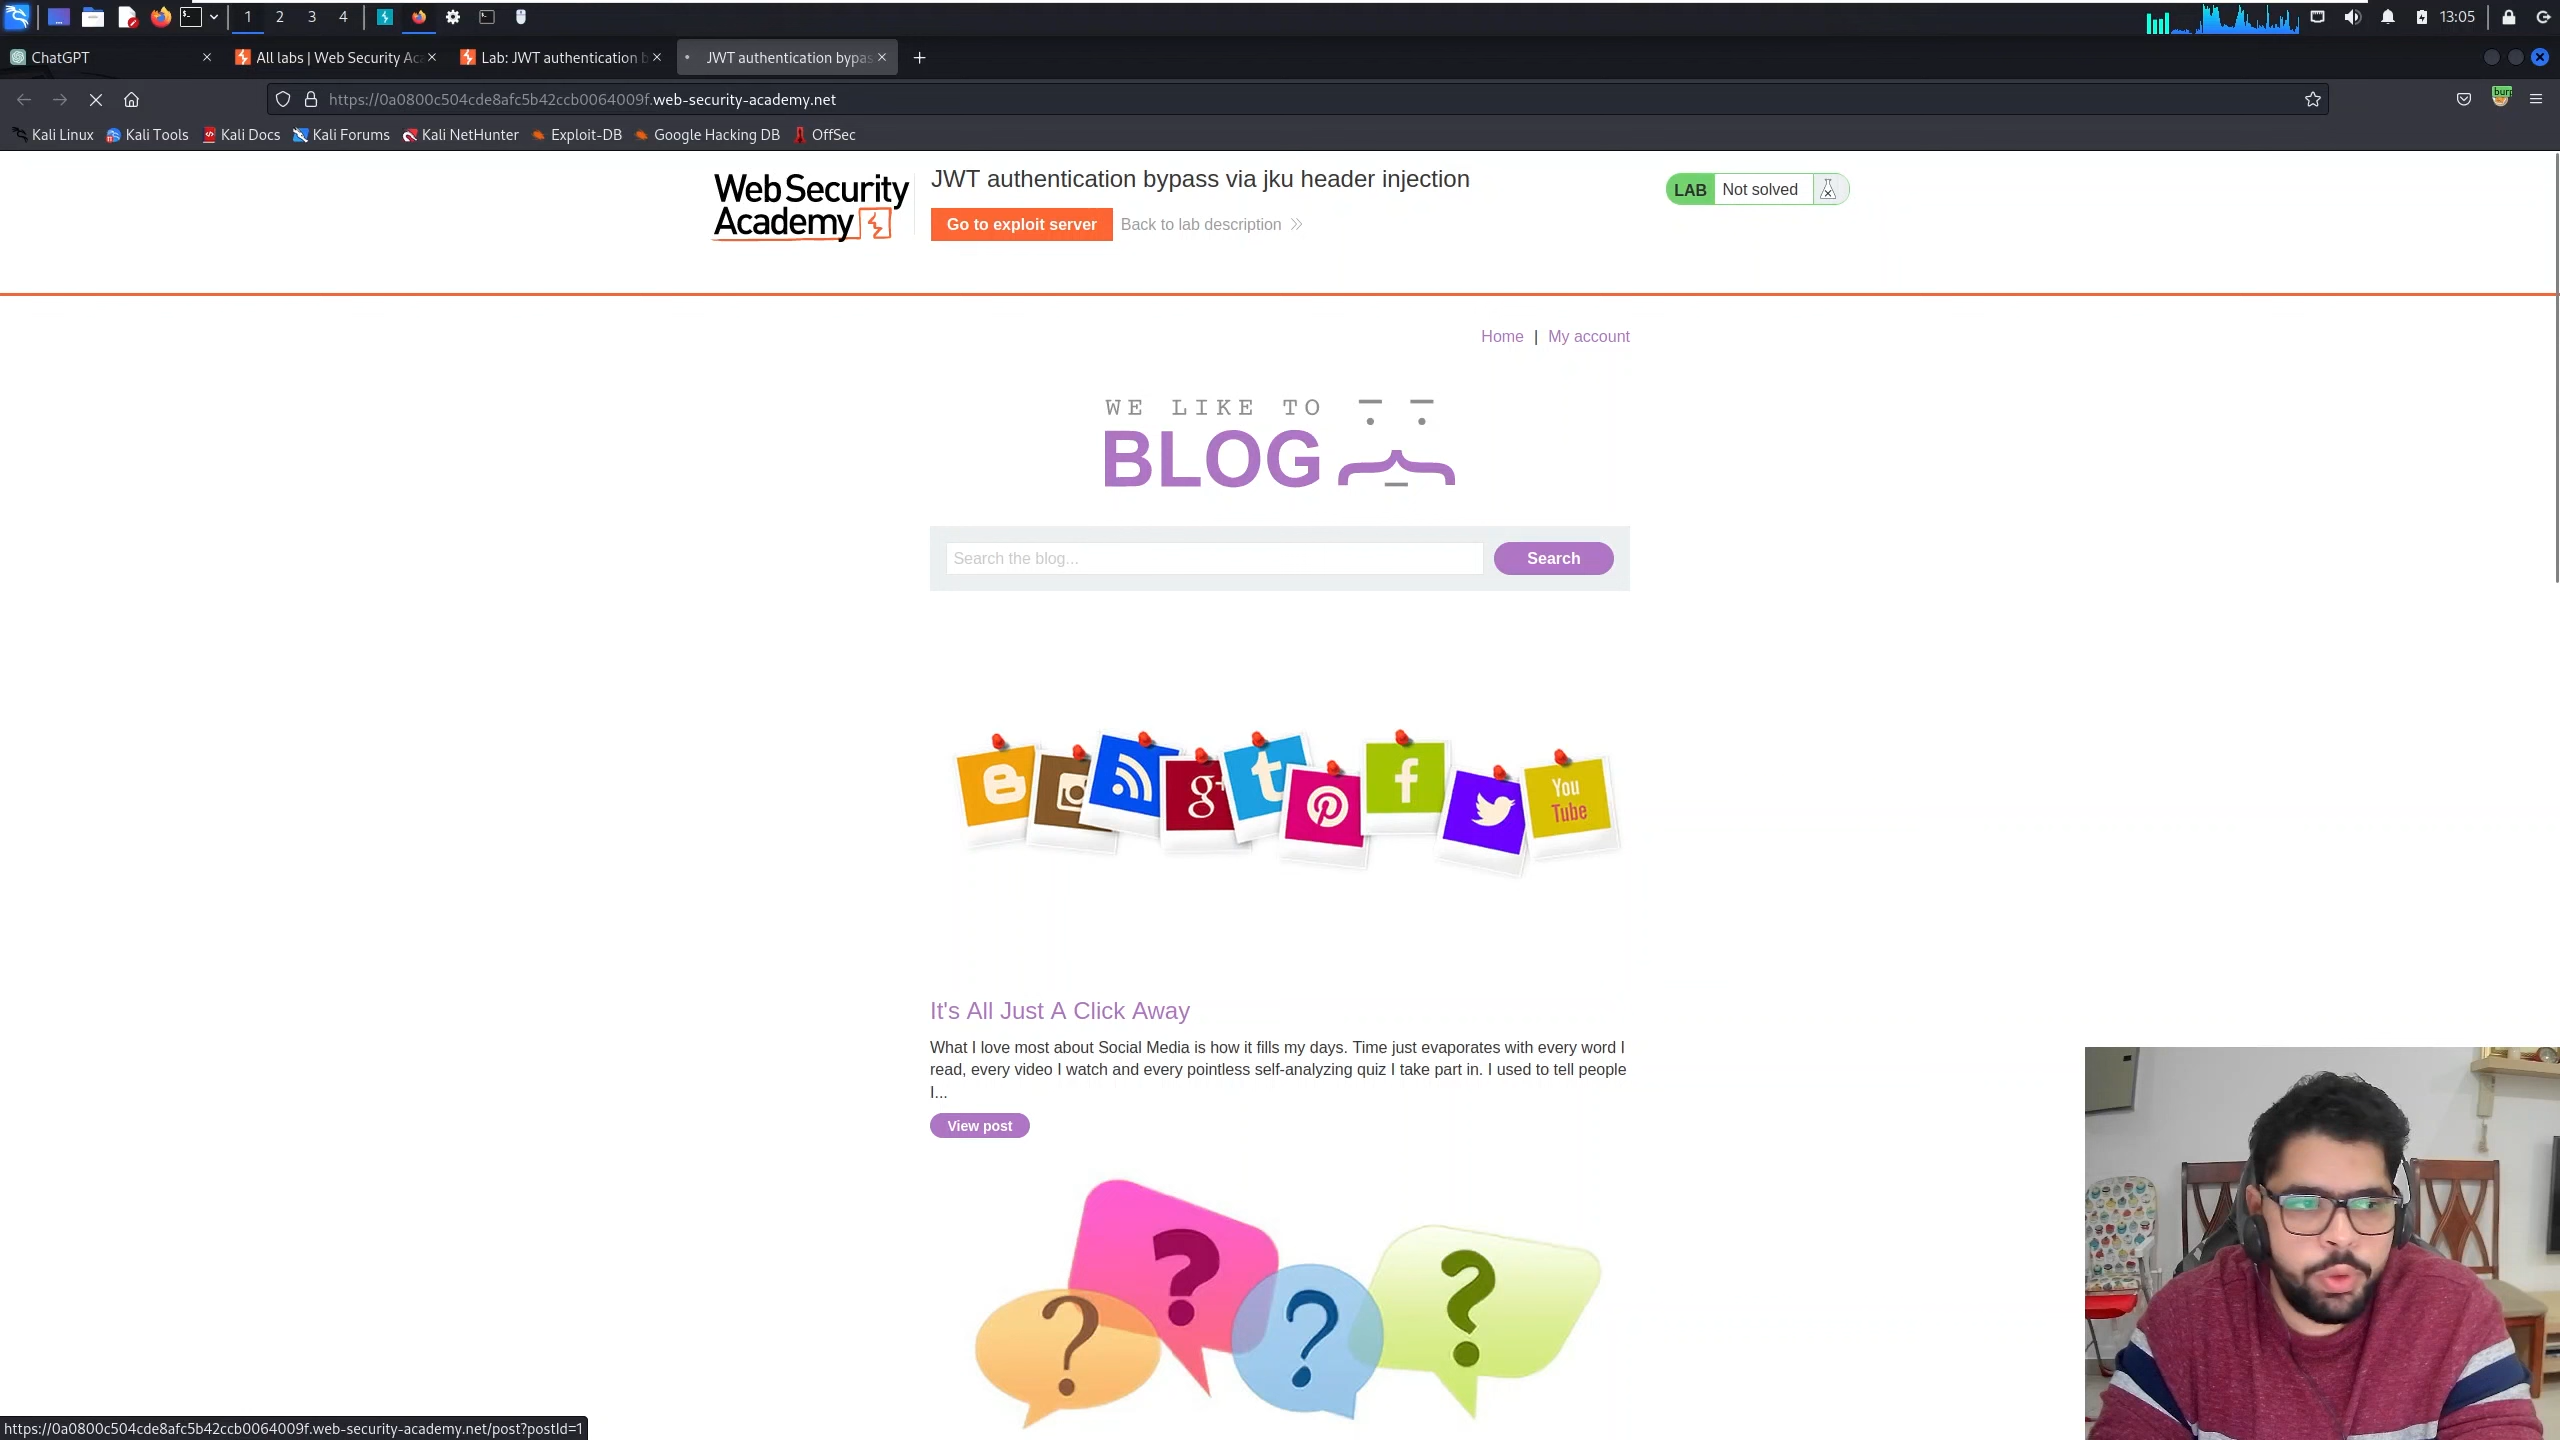 1 2 3 4 13:05
ChatGPT All labs | Web Security Aca Lab: JWT authentication b JWT authentication bypas
https://0a0800c504cde8afc5b42ccb0064009f.web-security-academy.net
burp
Kali Linux Kali Tools Kali Docs Kali Forums Kali NetHunter Exploit-DB Google Hacking DB OffSec
Web Security
Academy
JWT authentication bypass via jku header injection
Go to exploit server Back to lab description
LAB Not solved
Home | My account
WE LIKE TO
BLOG
Search the blog... Search
g+ t f You
Tube
It's All Just A Click Away
What I love most about Social Media is how it fills my days. Time just evaporates with every word I
read, every video I watch and every pointless self-analyzing quiz I take part in. I used to tell people
I...
View post
? ? ? ?
https://0a0800c504cde8afc5b42ccb0064009f.web-security-academy.net/post?postId=1